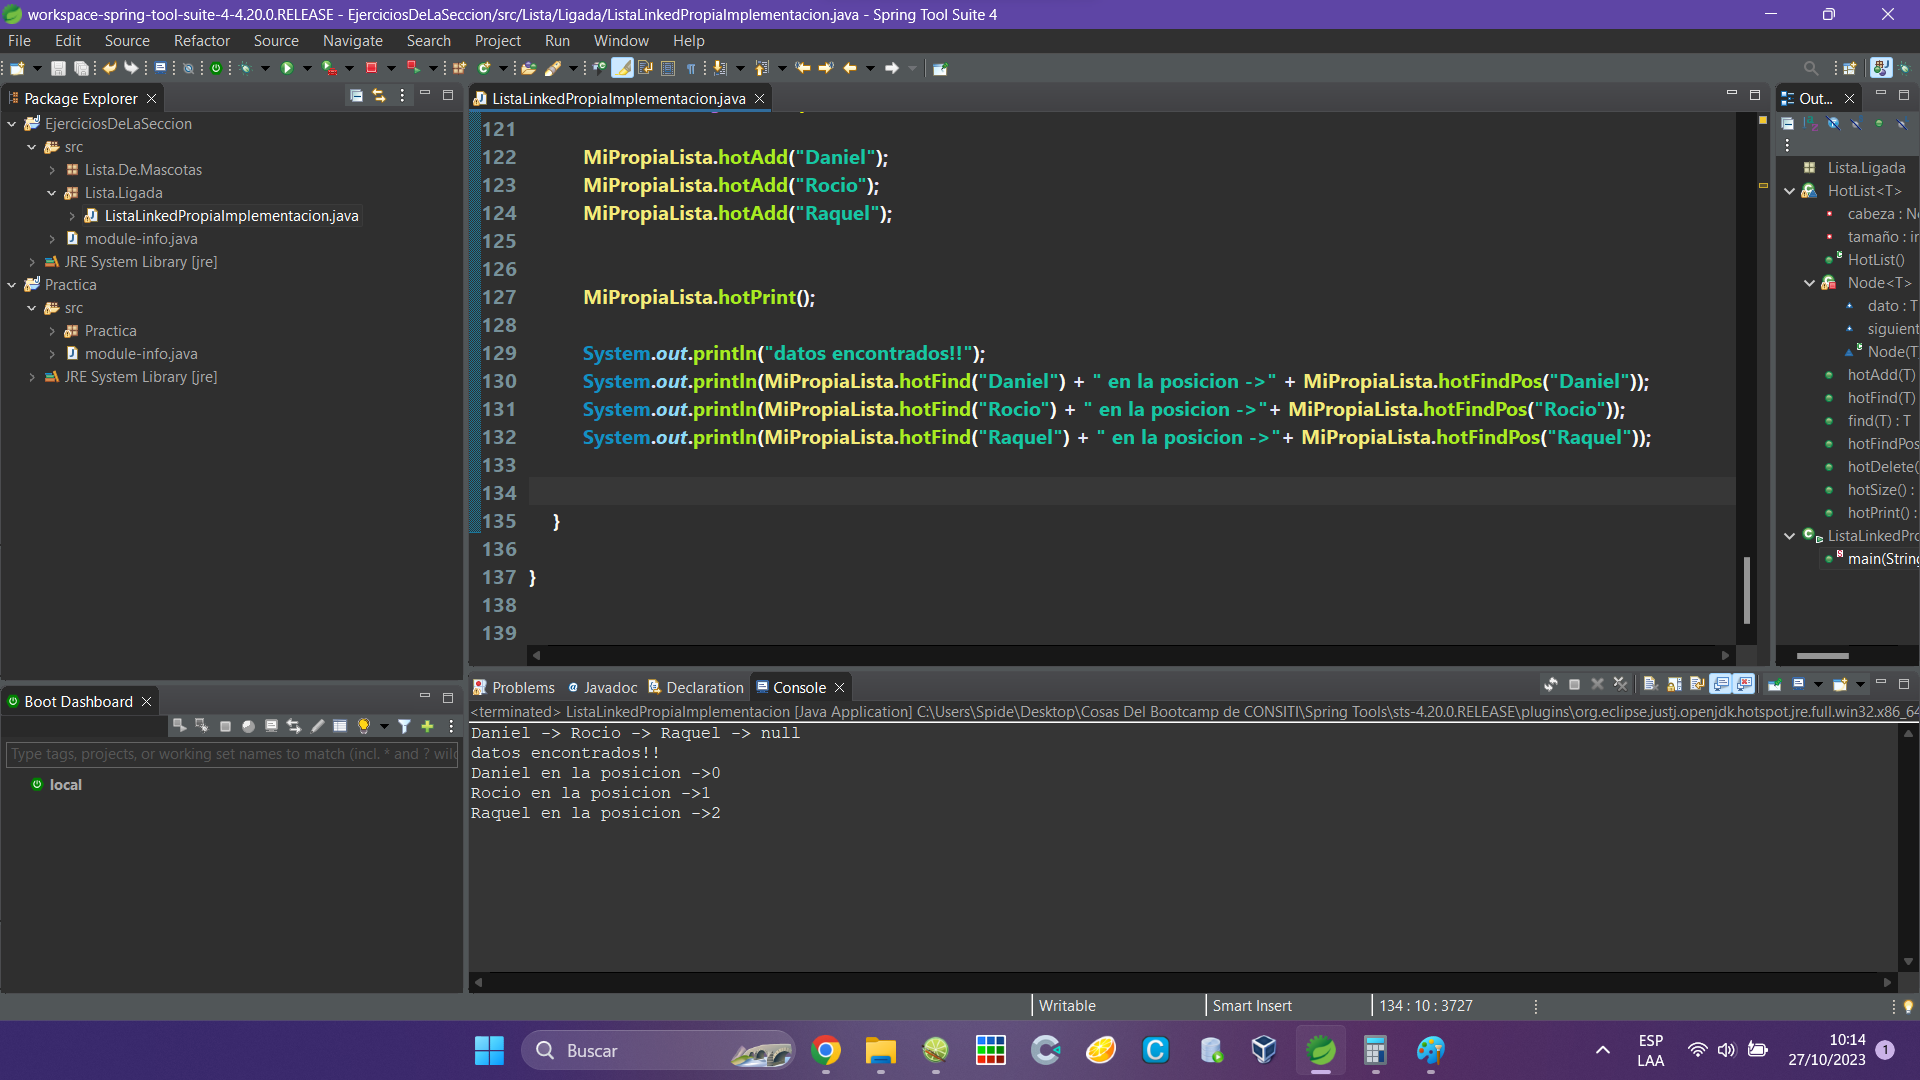 workspace-spring-tool-suite-4-4.20.0.RELEASE - EjerciciosDeLaSeccion/src/Lista/Ligada/ListaLinkedPropiaImplementacion.java - Spring Tool Suite 4
File Edit Source Refactor Source Navigate Search Project Run Window Help
Package Explorer
EjerciciosDeLaSeccion
src
Lista.De.Mascotas
Lista.Ligada
ListaLinkedPropiaImplementacion.java
module-info.java
JRE System Library [jre]
Practica
src
Practica
module-info.java
JRE System Library [jre]
ListaLinkedPropiaImplementacion.java
121
122 MiPropiaLista.hotAdd("Daniel");
123 MiPropiaLista.hotAdd("Rocio");
124 MiPropiaLista.hotAdd("Raquel");
125
126
127 MiPropiaLista.hotPrint();
128
129 System.out.println("datos encontrados!!");
130 System.out.println(MiPropiaLista.hotFind("Daniel") + " en la posicion ->" + MiPropiaLista.hotFindPos("Daniel"));
131 System.out.println(MiPropiaLista.hotFind("Rocio") + " en la posicion ->"+ MiPropiaLista.hotFindPos("Rocio"));
132 System.out.println(MiPropiaLista.hotFind("Raquel") + " en la posicion ->"+ MiPropiaLista.hotFindPos("Raquel"));
133
134
135 }
136
137 }
138
139
Out...
Lista.Ligada
HotList<T>
cabeza : N
tamaño : ir
HotList()
Node<T>
dato : T
siguient
Node(T
hotAdd(T)
hotFind(T)
find(T) : T
hotFindPos
hotDelete(
hotSize() :
hotPrint() :
ListaLinkedPro
main(String
Boot Dashboard
Type tags, projects, or working set names to match (incl. * and ? wil
local
Problems Javadoc Declaration Console
<terminated> ListaLinkedPropiaImplementacion [Java Application] C:\Users\Spide\Desktop\Cosas Del Bootcamp de CONSITI\Spring Tools\sts-4.20.0.RELEASE\plugins\org.eclipse.justj.openjdk.hotspot.jre.full.win32.x86_64
Daniel -> Rocio -> Raquel -> null
datos encontrados!!
Daniel en la posicion ->0
Rocio en la posicion ->1
Raquel en la posicion ->2
Writable Smart Insert 134 : 10 : 3727
Buscar
ESP
LAA
10:14
27/10/2023
1